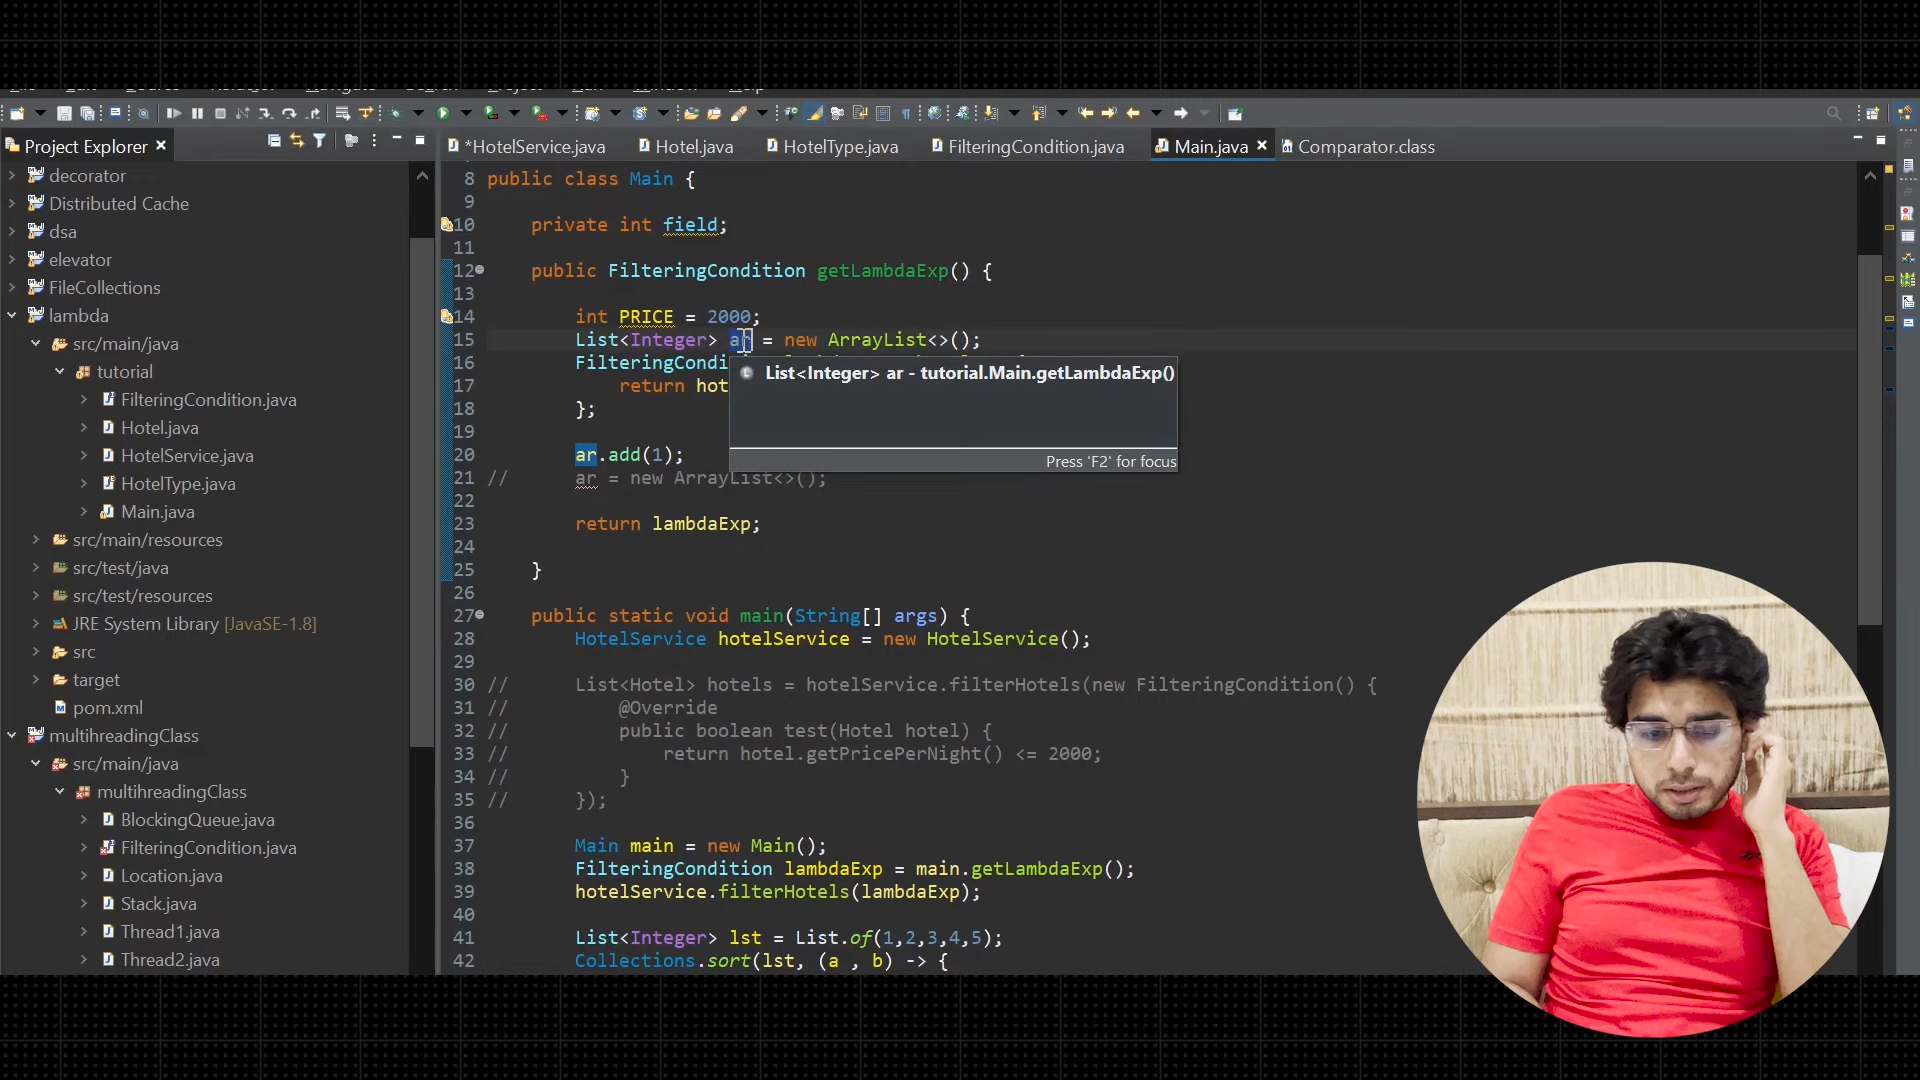 Project Explorer
*HotelService.java
Hotel.java
HotelType.java
FilteringCondition.java
Main.java
Comparator.class
decorator
Distributed Cache
dsa
elevator
FileCollections
lambda
src/main/java
tutorial
FilteringCondition.java
Hotel.java
HotelService.java
HotelType.java
Main.java
src/main/resources
src/test/java
src/test/resources
JRE System Library [JavaSE-1.8]
src
target
pom.xml
multihreadingClass
src/main/java
multihreadingClass
BlockingQueue.java
FilteringCondition.java
Location.java
Stack.java
Thread1.java
Thread2.java
8 public class Main {
9
10 private int field;
11
12 public FilteringCondition getLambdaExp() {
13
14 int PRICE = 2000;
15 List<Integer> ar = new ArrayList<>();
16 FilteringCondi
17 return hot
18 };
19
20 ar.add(1);
21 // ar = new ArrayList<>();
22
23 return lambdaExp;
24
25 }
26
27 public static void main(String[] args) {
28 HotelService hotelService = new HotelService();
29
30 // List<Hotel> hotels = hotelService.filterHotels(new FilteringCondition() {
31 // @Override
32 // public boolean test(Hotel hotel) {
33 // return hotel.getPricePerNight() <= 2000;
34 // }
35 // });
36
37 Main main = new Main();
38 FilteringCondition lambdaExp = main.getLambdaExp();
39 hotelService.filterHotels(lambdaExp);
40
41 List<Integer> lst = List.of(1,2,3,4,5);
42 Collections.sort(lst, (a , b) -> {
List<Integer> ar - tutorial.Main.getLambdaExp()
Press 'F2' for focus